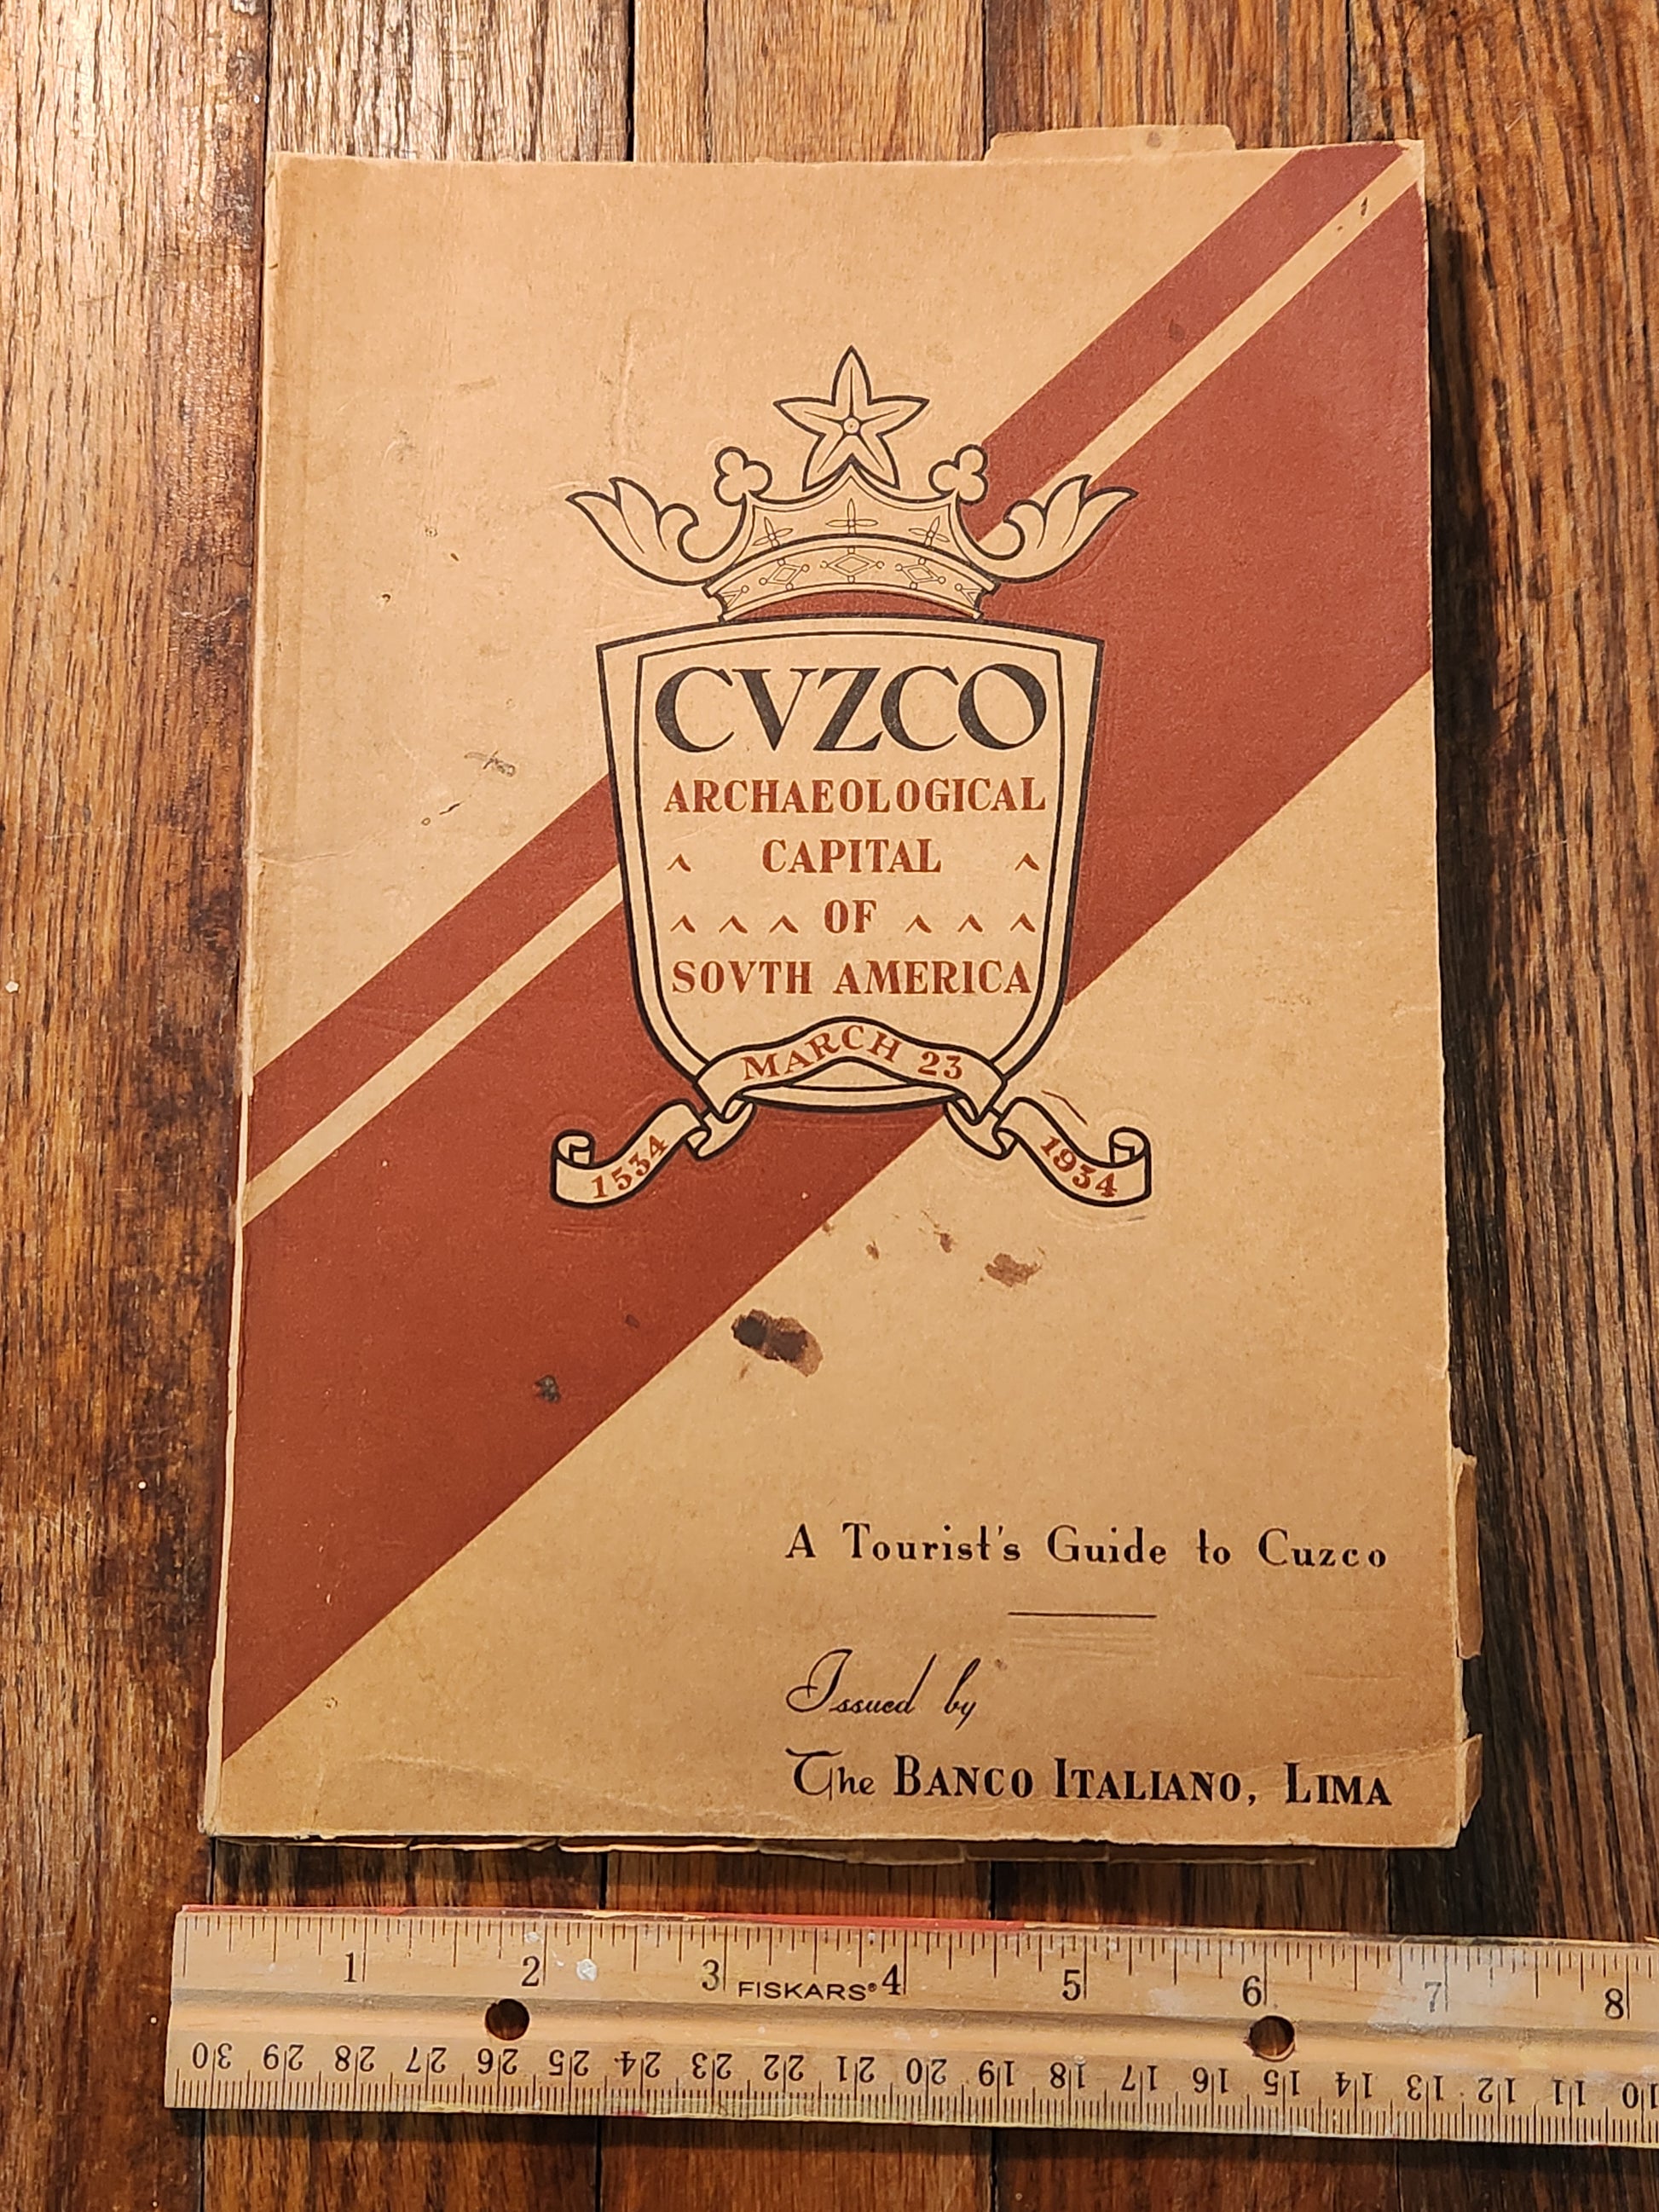 CVZCO
ARCHAEOLOGICAL
^ CAPITAL ^
^ ^ ^ OF ^ ^ ^
SOVTH AMERICA
MARCH 23
1534 1934
A Tourist's Guide to Cuzco
Issued by
The BANCO ITALIANO, LIMA
1 2 3 FISKARS® 4 5 6 7 8
30 29 28 27 26 25 24 23 22 21 20 19 18 17 16 15 14 13 12 11 10